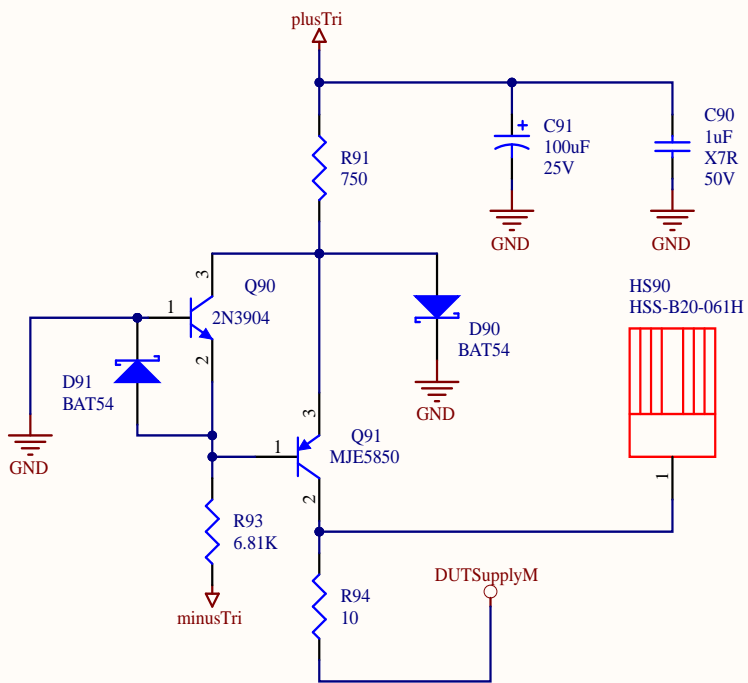 plusTri
R91
750
C91
100uF
25V
+
C90
1uF
X7R
50V
GND
GND
3
Q90
1
2N3904
2
D91
BAT54
D90
BAT54
GND
HS90
HSS-B20-061H
GND
3
1
Q91
MJE5850
2
1
R93
6.81K
minusTri
R94
10
DUTSupplyM